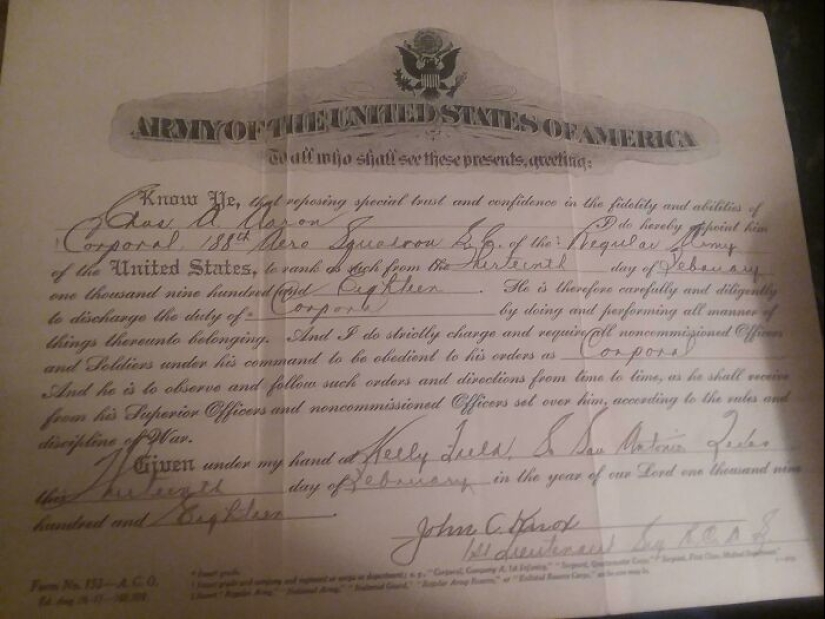 ARMY OF THE UNITED STATES OF AMERICA
To all who shall see these presents, greeting:
Know Ye, that reposing special trust and confidence in the fidelity and abilities of
Chas A. Aaron I do hereby appoint him
Corporal, 188th Aero Squadron S.C. of the Regular Army
of the United States, to rank as such from the thirteenth day of Febuary
one thousand nine hundred and Eighteen. He is therefore carefully and diligently
to discharge the duty of Corporal by doing and performing all manner of
things thereunto belonging. And I do strictly charge and require all noncommissioned Officers
and Soldiers under his command to be obedient to his orders as Corporal
And he is to observe and follow such orders and directions from time to time, as he shall receive
from his Superior Officers and noncommissioned Officers set over him, according to the rules and
discipline of War.
Given under my hand at Kelly Field, So San Antonio Texas
this thirteenth day of Febuary in the year of our Lord one thousand nine
hundred and Eighteen.
John C. Knox
1st Lieutenant
* Insert grade.
Form No. 152—A.G.O.